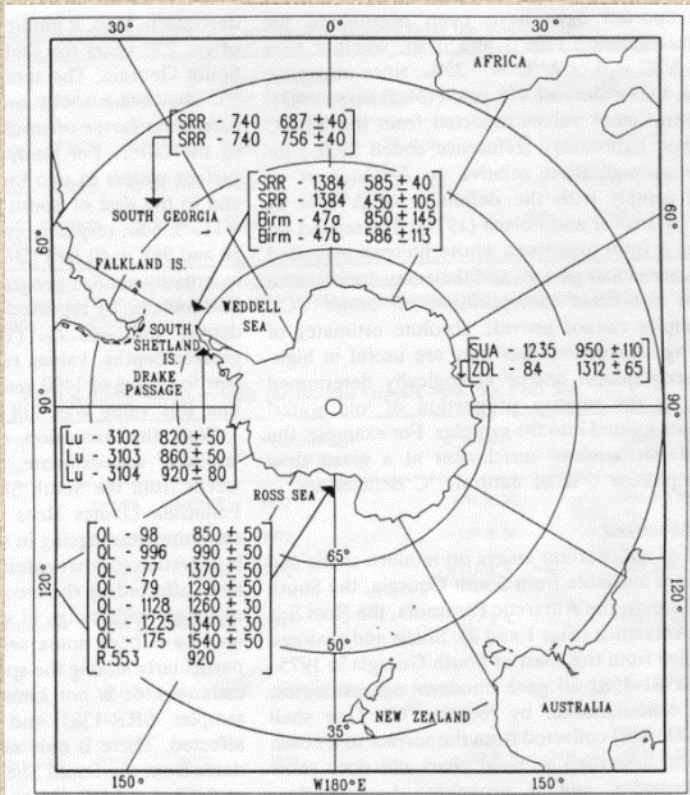 30° 0° 30°
AFRICA
SRR - 740 687 ± 40
SRR - 740 756 ± 40
SRR - 1384 585 ± 40
SRR - 1384 450 ± 105
Birm - 47a 850 ± 145
Birm - 47b 586 ± 113
SOUTH GEORGIA
60°
60°
FALKLAND IS.
WEDDELL
SEA
SOUTH
SHETLAND
IS.
DRAKE
PASSAGE
SUA - 1235 950 ± 110
ZDL - 84 1312 ± 65
90°
90°
Lu - 3102 820 ± 50
Lu - 3103 860 ± 50
Lu - 3104 920 ± 80
ROSS SEA
QL - 98 850 ± 50
QL - 996 990 ± 50
QL - 77 1370 ± 50
QL - 79 1290 ± 50
QL - 1128 1260 ± 30
QL - 1225 1340 ± 30
QL - 175 1540 ± 50
R.553 920
65°
50°
35°
120°
120°
NEW ZEALAND
AUSTRALIA
150° W180°E 150°